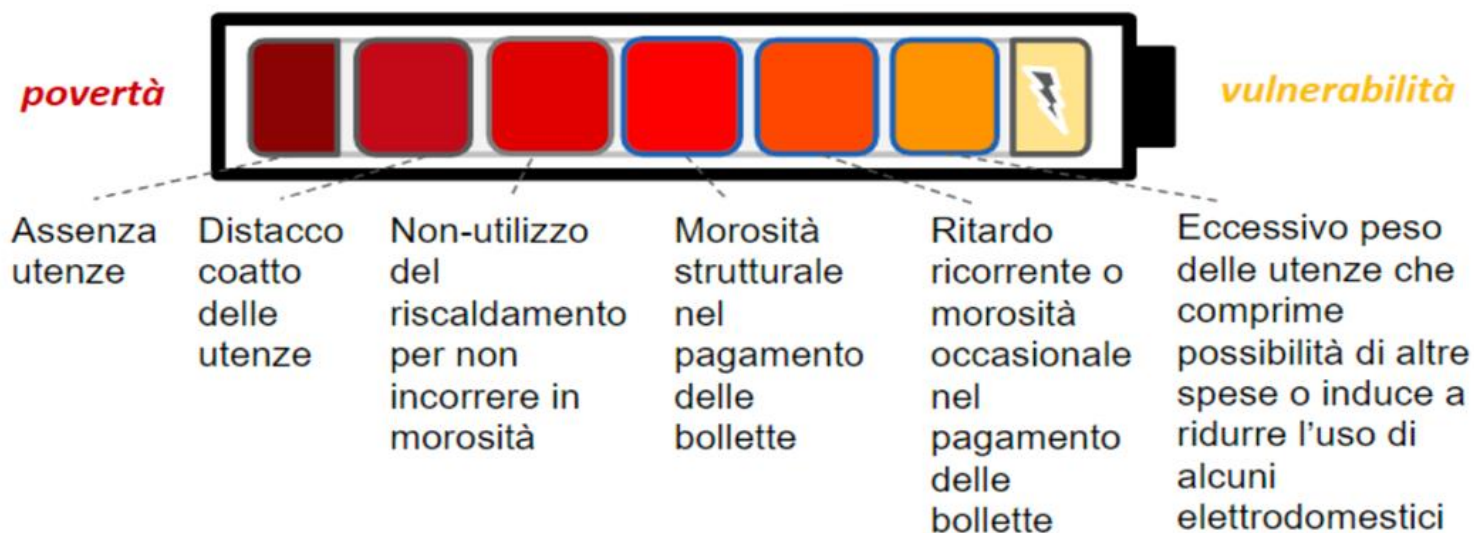 povertà
vulnerabilità
Assenza
utenze
Distacco
coatto
delle
utenze
Non-utilizzo
del
riscaldamento
per non
incorrere in
morosità
Morosità
strutturale
nel
pagamento
delle
bollette
Ritardo
ricorrente o
morosità
occasionale
nel
pagamento
delle
bollette
Eccessivo peso
delle utenze che
comprime
possibilità di altre
spese o induce a
ridurre l’uso di
alcuni
elettrodomestici